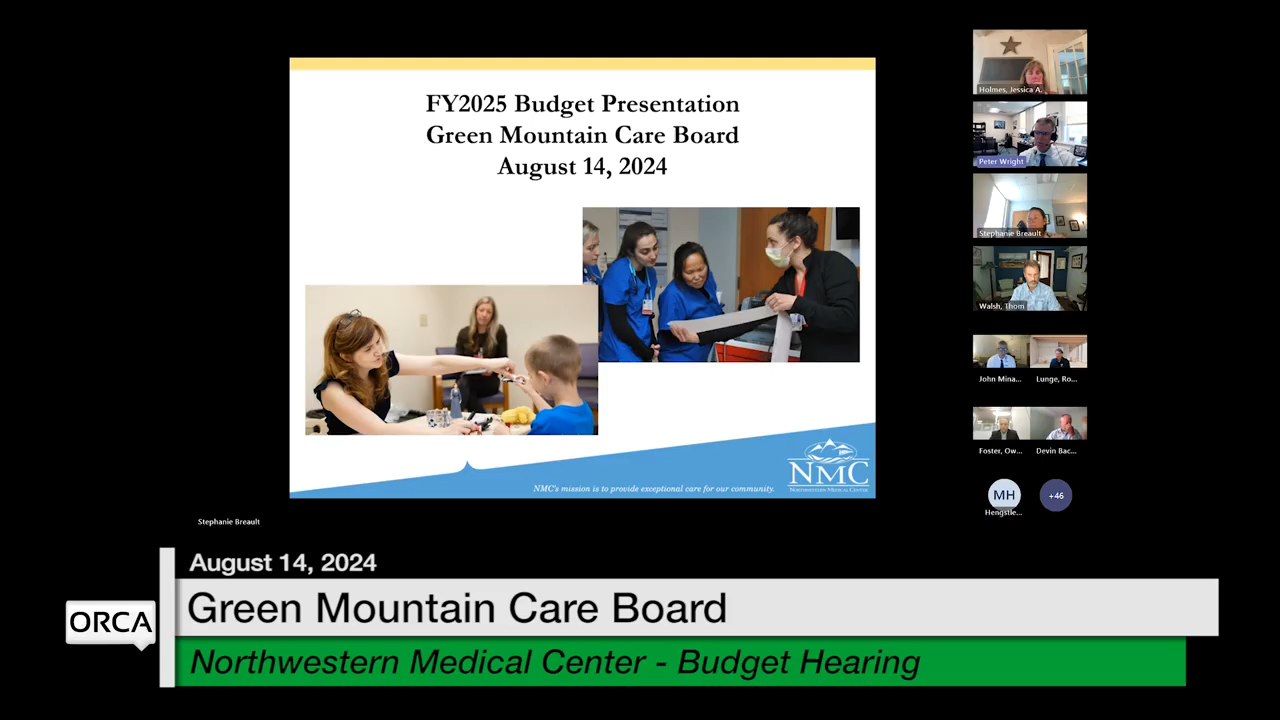 FY2025 Budget Presentation
Green Mountain Care Board
August 14, 2024
NMC
NORTHWESTERN MEDICAL CENTER
NMC's mission is to provide exceptional care for our community.
Holmes, Jessica A.
Peter Wright
Stephanie Breault
Walsh, Thom
John Mina...
Lunge, Ro...
Foster, Ow...
Devin Bac...
MH
+46
Hengstle...
Stephanie Breault
August 14, 2024
ORCA
Green Mountain Care Board
Northwestern Medical Center - Budget Hearing